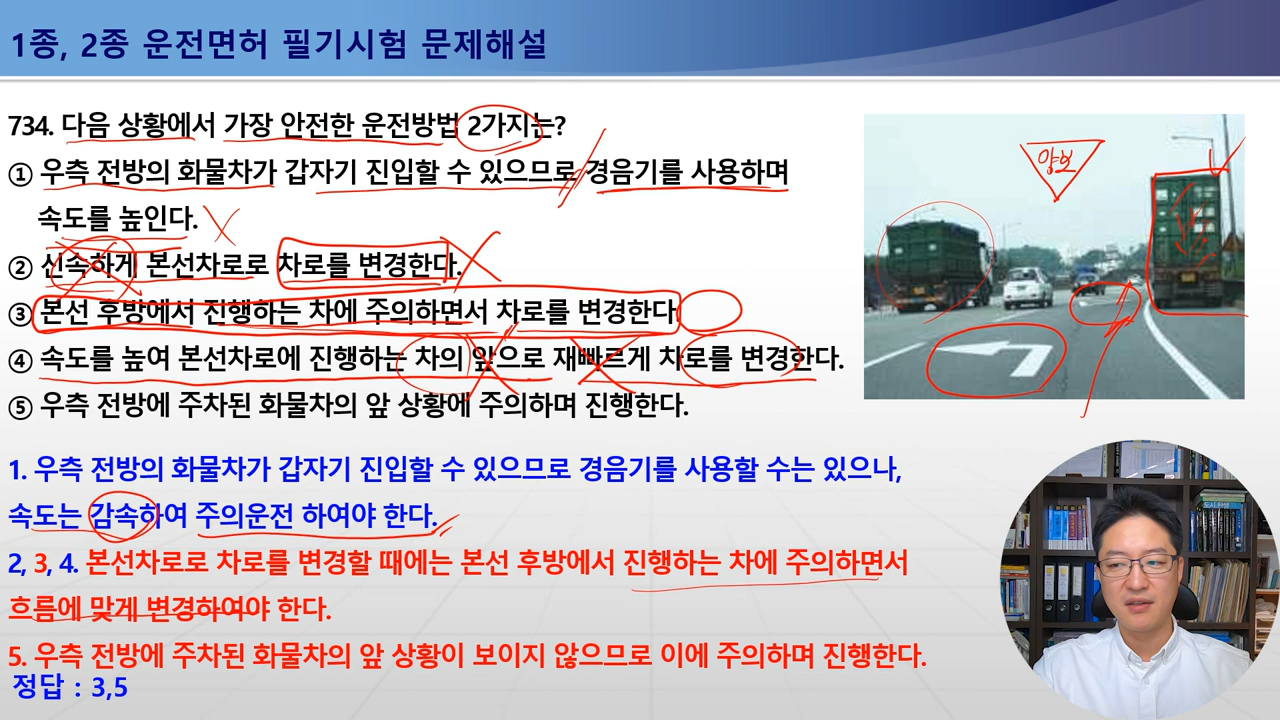 1종, 2종 운전면허 필기시험 문제해설
734. 다음 상황에서 가장 안전한 운전방법 2가지는?
① 우측 전방의 화물차가 갑자기 진입할 수 있으므로 경음기를 사용하며
속도를 높인다.
② 신속하게 본선차로로 차로를 변경한다.
③ 본선 후방에서 진행하는 차에 주의하면서 차로를 변경한다
④ 속도를 높여 본선차로에 진행하는 차의 앞으로 재빠르게 차로를 변경한다.
⑤ 우측 전방에 주차된 화물차의 앞 상황에 주의하며 진행한다.
양보
1. 우측 전방의 화물차가 갑자기 진입할 수 있으므로 경음기를 사용할 수는 있으나,
속도는 감속하여 주의운전 하여야 한다.
2, 3, 4. 본선차로로 차로를 변경할 때에는 본선 후방에서 진행하는 차에 주의하면서
흐름에 맞게 변경하여야 한다.
5. 우측 전방에 주차된 화물차의 앞 상황이 보이지 않으므로 이에 주의하며 진행한다.
정답 : 3,5